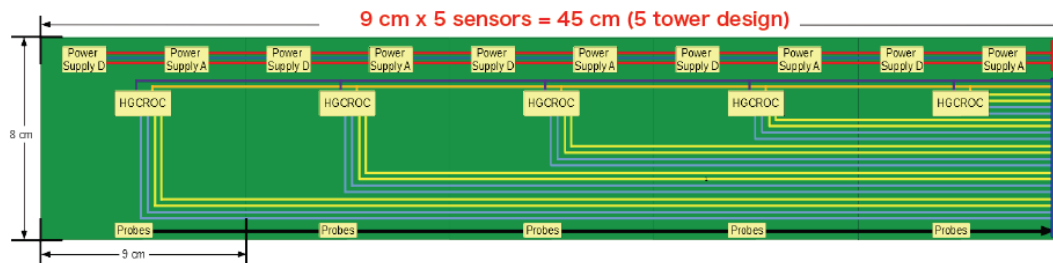 9 cm x 5 sensors = 45 cm (5 tower design)
Power Supply D
Power Supply A
Power Supply D
Power Supply A
Power Supply D
Power Supply A
Power Supply D
Power Supply A
Power Supply D
Power Supply A
HGCROC
HGCROC
HGCROC
HGCROC
HGCROC
8 cm
Probes
Probes
Probes
Probes
Probes
9 cm